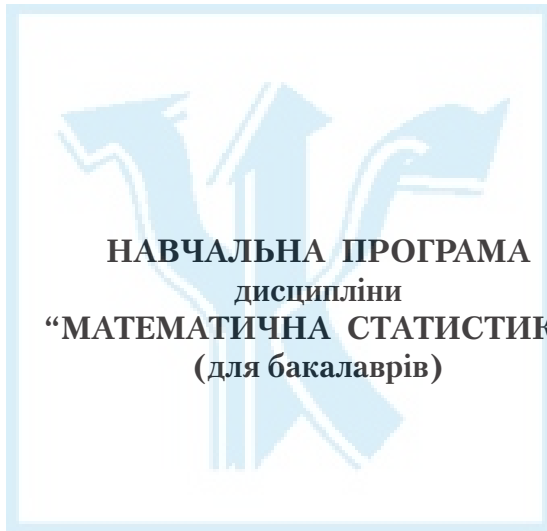 НАВЧАЛЬНА ПРОГРАМА
дисципліни
“МАТЕМАТИЧНА СТАТИСТИК
(для бакалаврів)